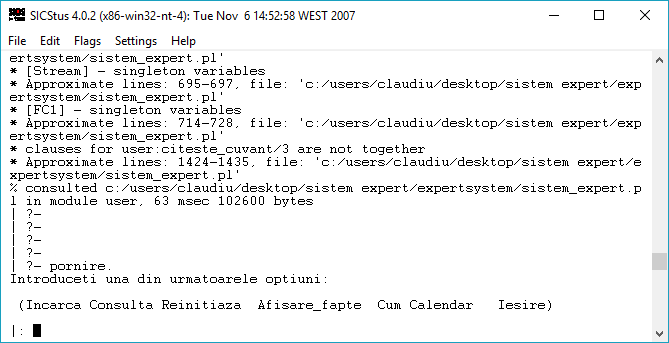 SICStus 4.0.2 (x86-win32-nt-4): Tue Nov  6 14:52:58 WEST 2007
File Edit Flags Settings Help
ertsystem/sistem_expert.pl'
* [Stream] - singleton variables
* Approximate lines: 695-697, file: 'c:/users/claudiu/desktop/sistem expert/exp
ertsystem/sistem_expert.pl'
* [FC1] - singleton variables
* Approximate lines: 714-728, file: 'c:/users/claudiu/desktop/sistem expert/exp
ertsystem/sistem_expert.pl'
* clauses for user:citeste_cuvant/3 are not together
* Approximate lines: 1424-1435, file: 'c:/users/claudiu/desktop/sistem expert/e
xpertsystem/sistem_expert.pl'
% consulted c:/users/claudiu/desktop/sistem expert/expertsystem/sistem_expert.p
l in module user, 63 msec 102600 bytes
| ?-
| ?-
| ?-
| ?-
| ?- pornire.
Introduceti una din urmatoarele optiuni:
(Incarca Consulta Reinitiaza  Afisare_fapte  Cum Calendar   Iesire)
|: